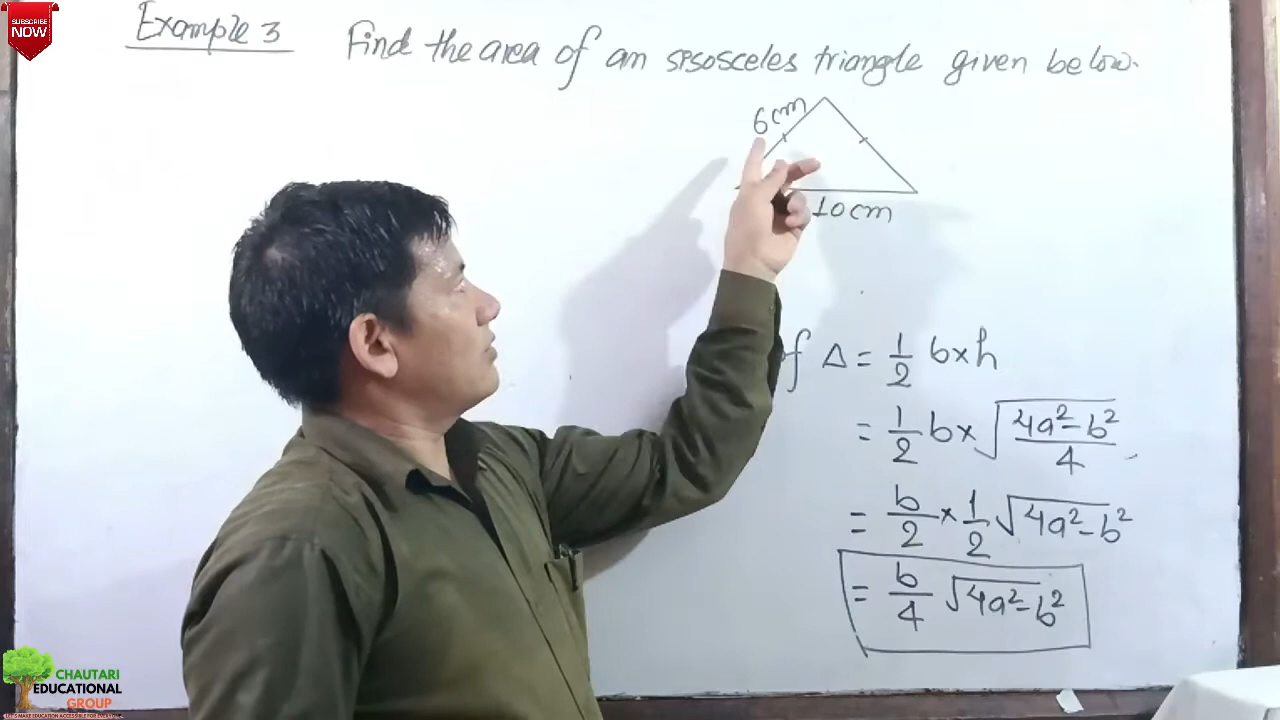 SUBSCRIBE
NOW
Example 3 Find the area of an isosceles triangle given below.
6cm
10cm
of Δ = 1/2 b×h
= 1/2 b× √((4a²-b²)/4)
= b/2 × 1/2 √(4a²-b²)
= b/4 √(4a²-b²)
CHAUTARI
EDUCATIONAL
GROUP